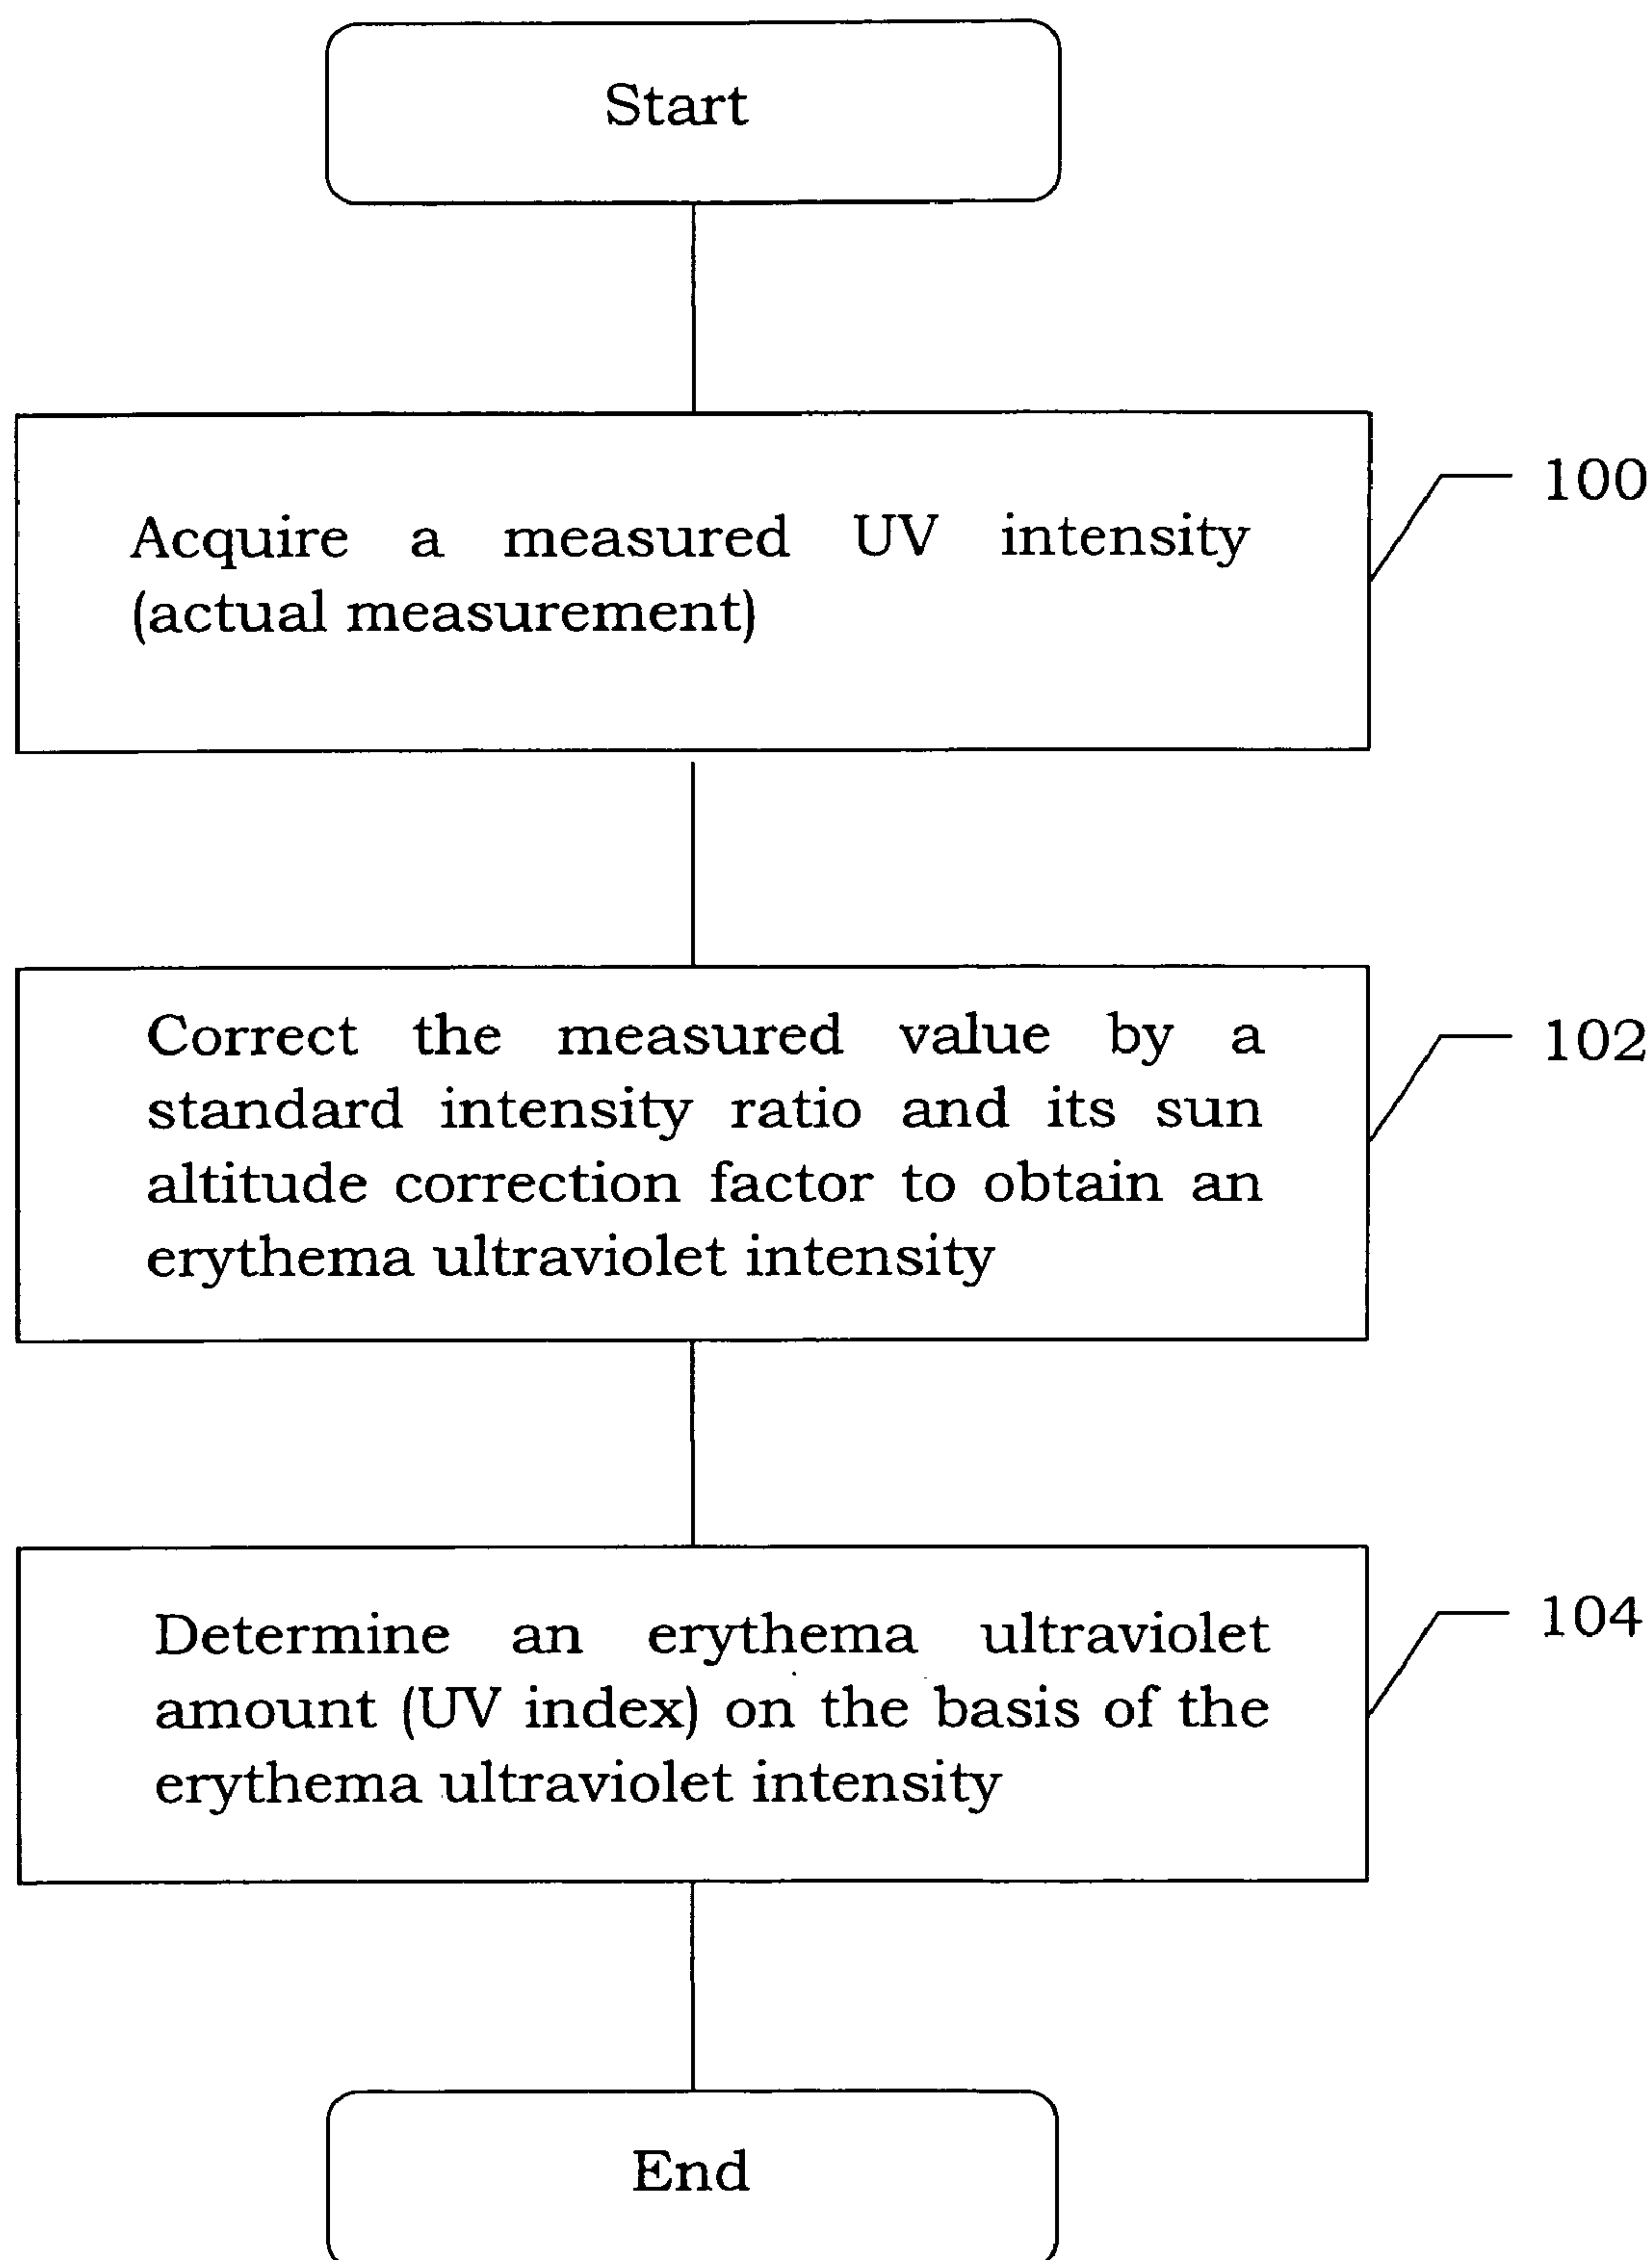 Start
Acquire a measured UV intensity
(actual measurement)
100
Correct the measured value by a
standard intensity ratio and its sun
altitude correction factor to obtain an
erythema ultraviolet intensity
102
Determine an erythema ultraviolet
amount (UV index) on the basis of the
erythema ultraviolet intensity
104
End